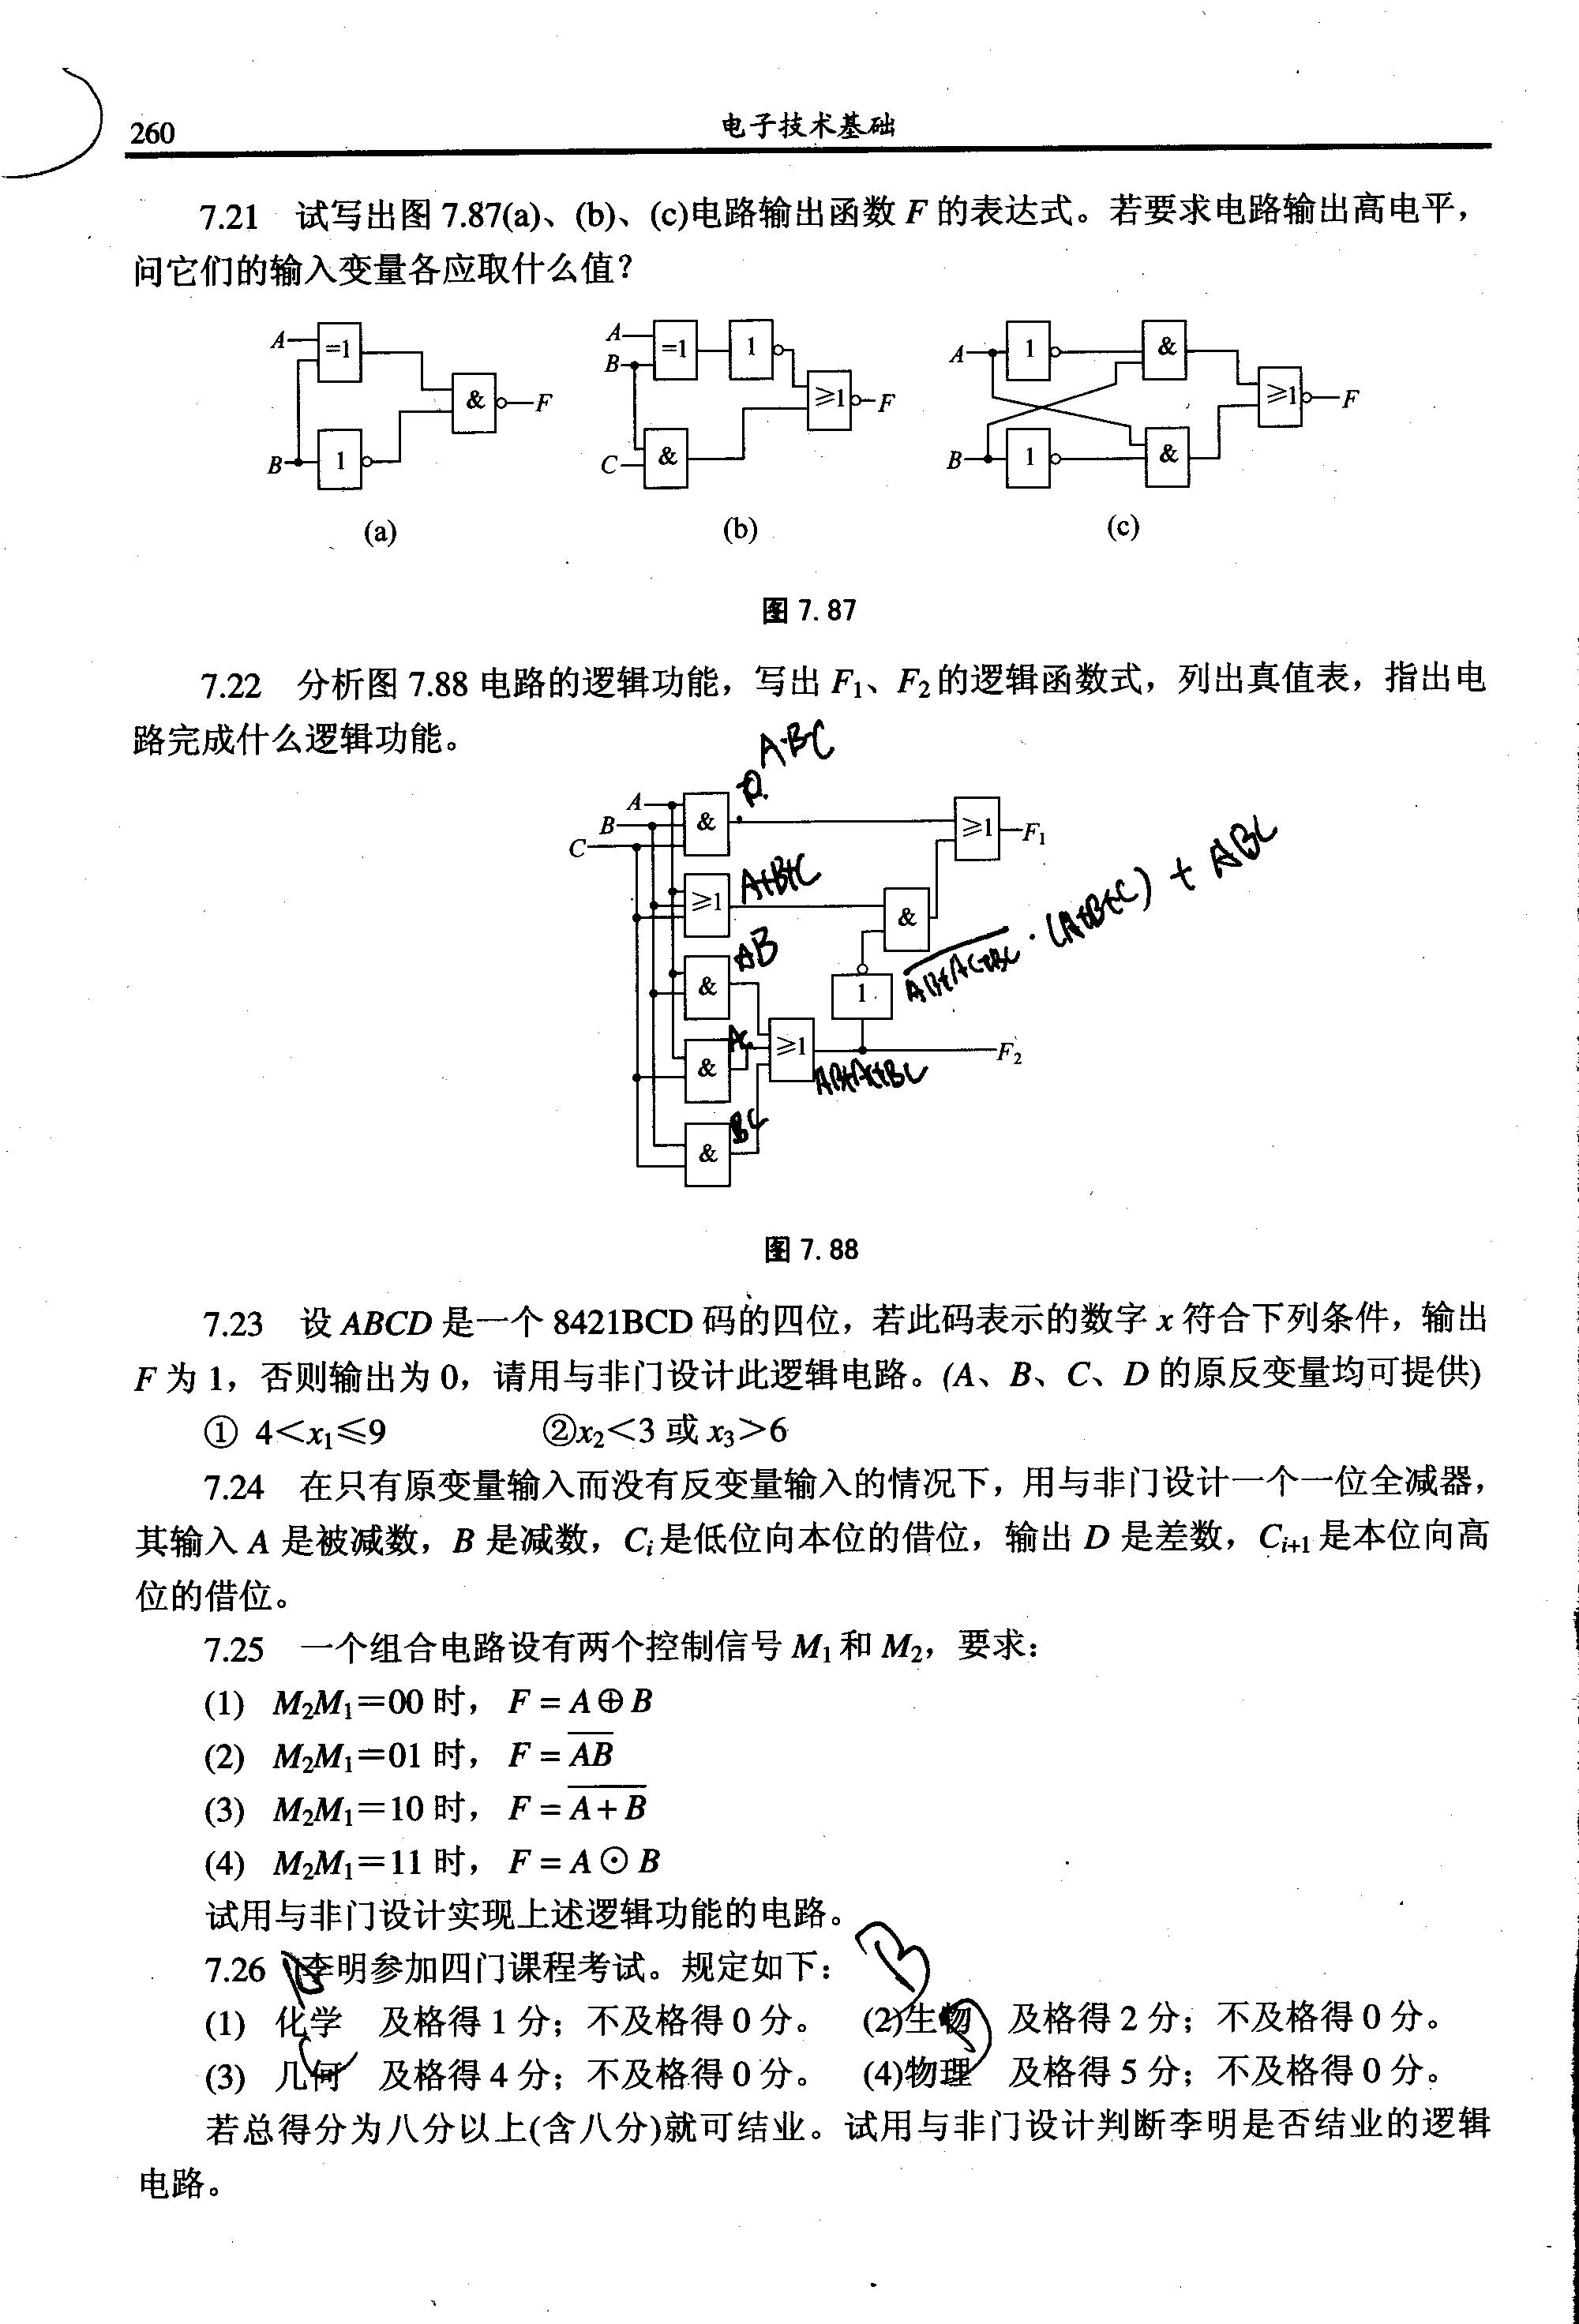 260
电子技术基础
7.21 试写出图 7.87(a)、(b)、(c)电路输出函数 F 的表达式。若要求电路输出高电平，
问它们的输入变量各应取什么值？
A =1 & F B 1
A B =1 1 ≥1 F C &
A 1 & ≥1 F B 1 &
(a) (b) (c)
图 7.87
7.22 分析图 7.88 电路的逻辑功能，写出 F₁、F₂的逻辑函数式，列出真值表，指出电
路完成什么逻辑功能。
ABC
A & ≥1 F₁
B
C
≥1 A+B+C &
AB
& 1 \overline{AB+AC+BC}·(A+B+C)+ABC
& ≥1 F₂
AB+AC+BC
BC
&
图 7.88
7.23 设 ABCD 是一个 8421BCD 码的四位，若此码表示的数字 x 符合下列条件，输出
F 为 1，否则输出为 0，请用与非门设计此逻辑电路。(A、B、C、D 的原反变量均可提供)
① 4＜x₁≤9 ②x₂＜3 或 x₃＞6
7.24 在只有原变量输入而没有反变量输入的情况下，用与非门设计一个一位全减器，
其输入 A 是被减数，B 是减数，Cᵢ是低位向本位的借位，输出 D 是差数，Cᵢ₊₁是本位向高
位的借位。
7.25 一个组合电路设有两个控制信号 M₁和 M₂，要求：
(1) M₂M₁＝00 时， F = A ⊕ B
(2) M₂M₁＝01 时， F = \overline{AB}
(3) M₂M₁＝10 时， F = \overline{A + B}
(4) M₂M₁＝11 时， F = A ⊙ B
试用与非门设计实现上述逻辑功能的电路。
7.26 李明参加四门课程考试。规定如下：
B
(1) 化学 及格得 1 分；不及格得 0 分。 (2)生物 及格得 2 分；不及格得 0 分。
(3) 几何 及格得 4 分；不及格得 0 分。 (4)物理 及格得 5 分；不及格得 0 分。
若总得分为八分以上(含八分)就可结业。试用与非门设计判断李明是否结业的逻辑
电路。